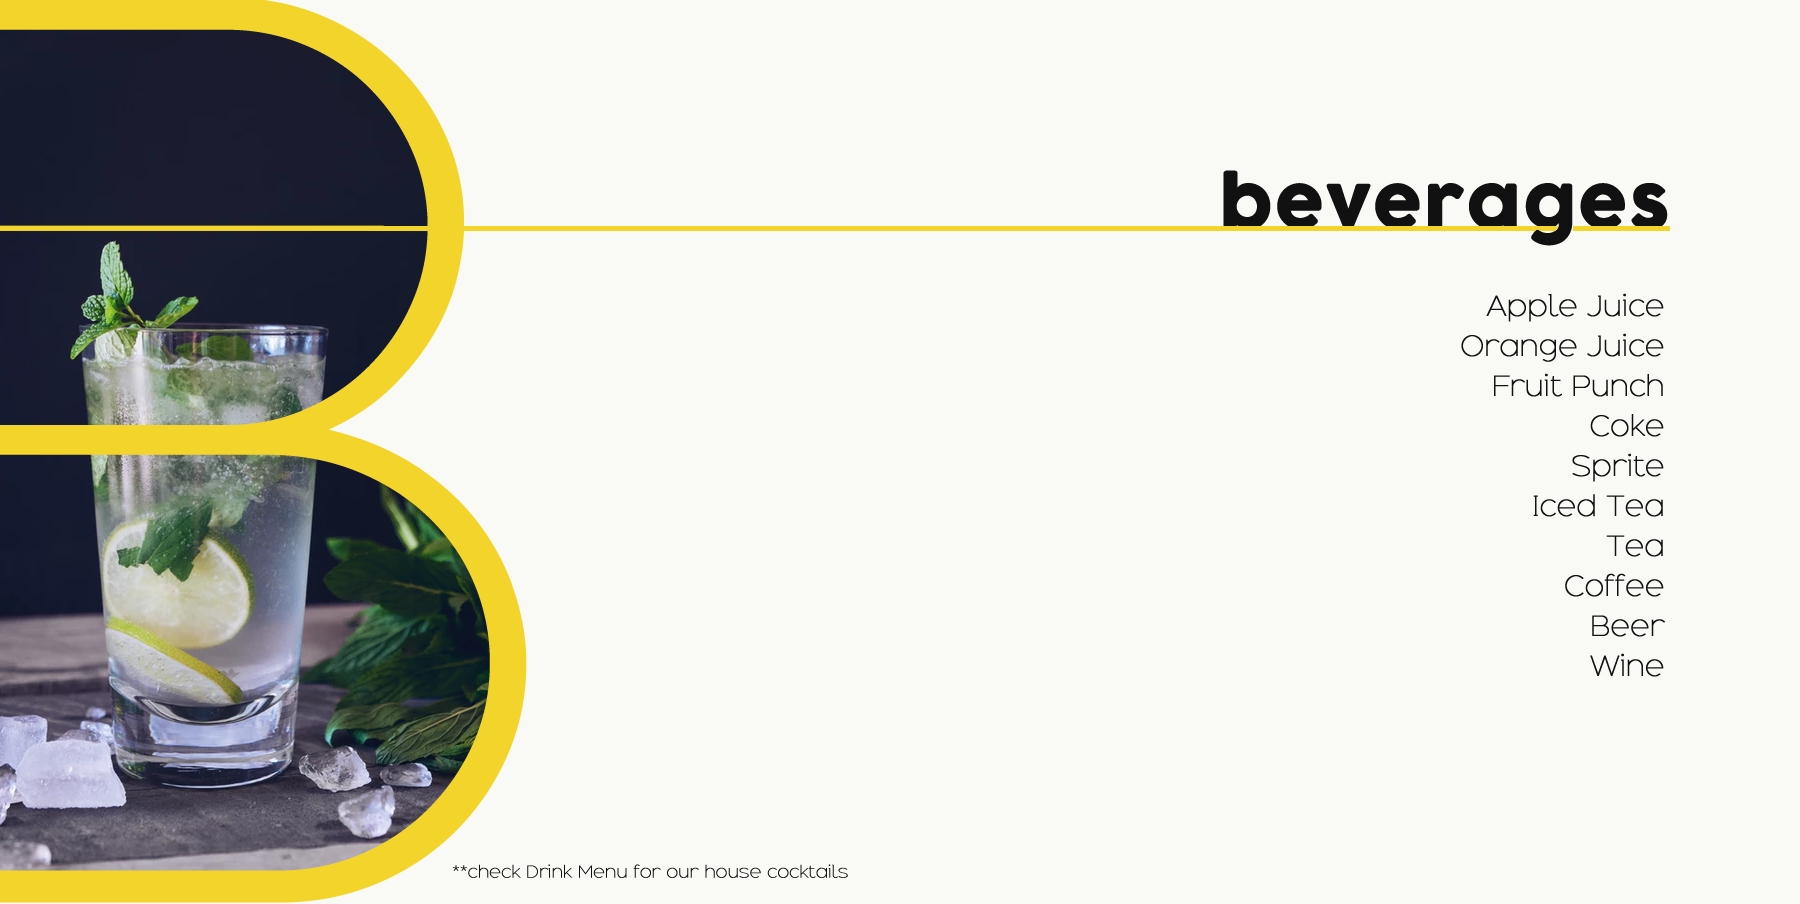 beverages
Apple Juice
Orange Juice
Fruit Punch
Coke
Sprite
Iced Tea
Tea
Coffee
Beer
Wine
**check Drink Menu for our house cocktails